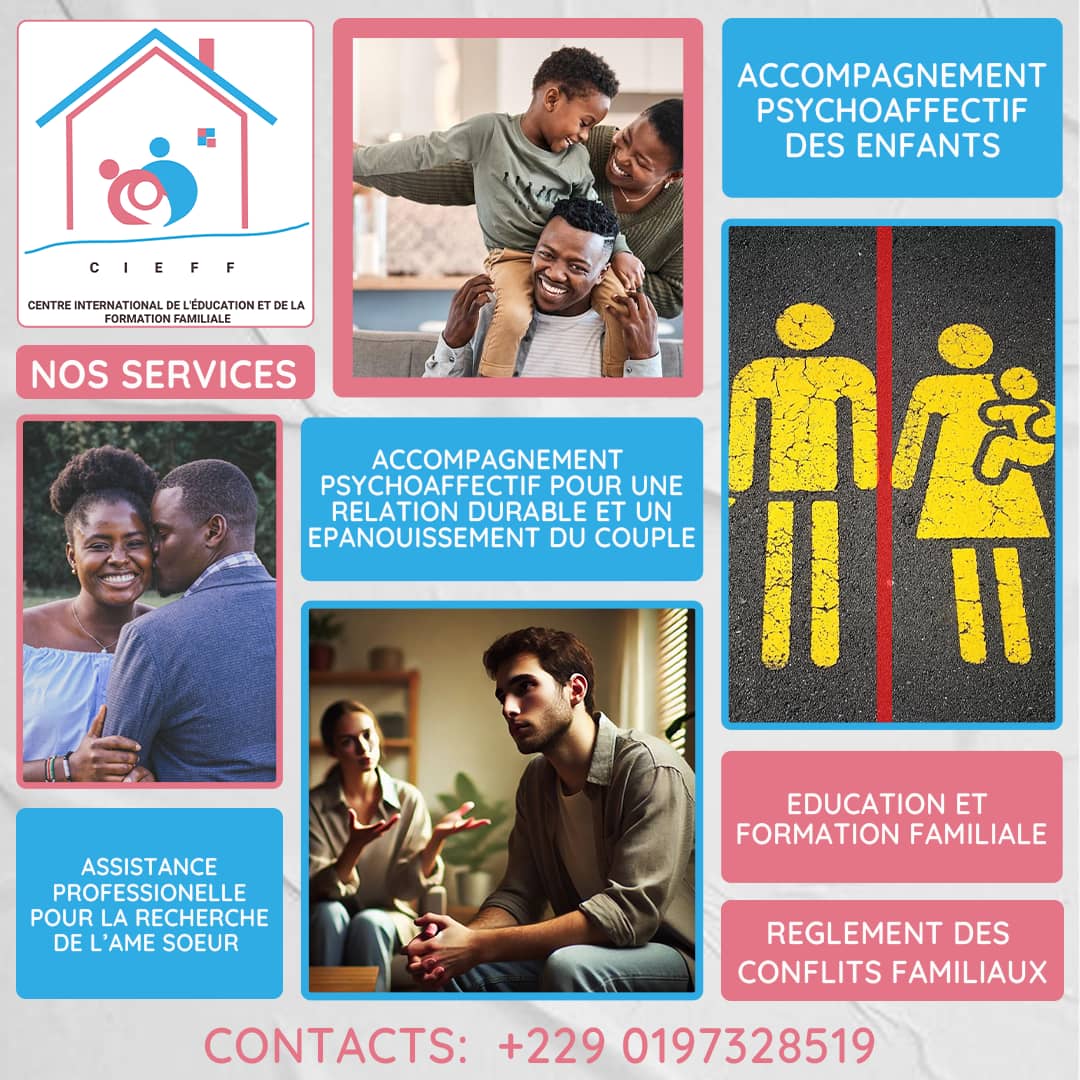 C I E F F
CENTRE INTERNATIONAL DE L'ÉDUCATION ET DE LA
FORMATION FAMILIALE
NOS SERVICES
ACCOMPAGNEMENT
PSYCHOAFFECTIF
DES ENFANTS
ACCOMPAGNEMENT
PSYCHOAFFECTIF POUR UNE
RELATION DURABLE ET UN
EPANOUISSEMENT DU COUPLE
ASSISTANCE
PROFESSIONELLE
POUR LA RECHERCHE
DE L'AME SOEUR
EDUCATION ET
FORMATION FAMILIALE
REGLEMENT DES
CONFLITS FAMILIAUX
CONTACTS: +229 0197328519